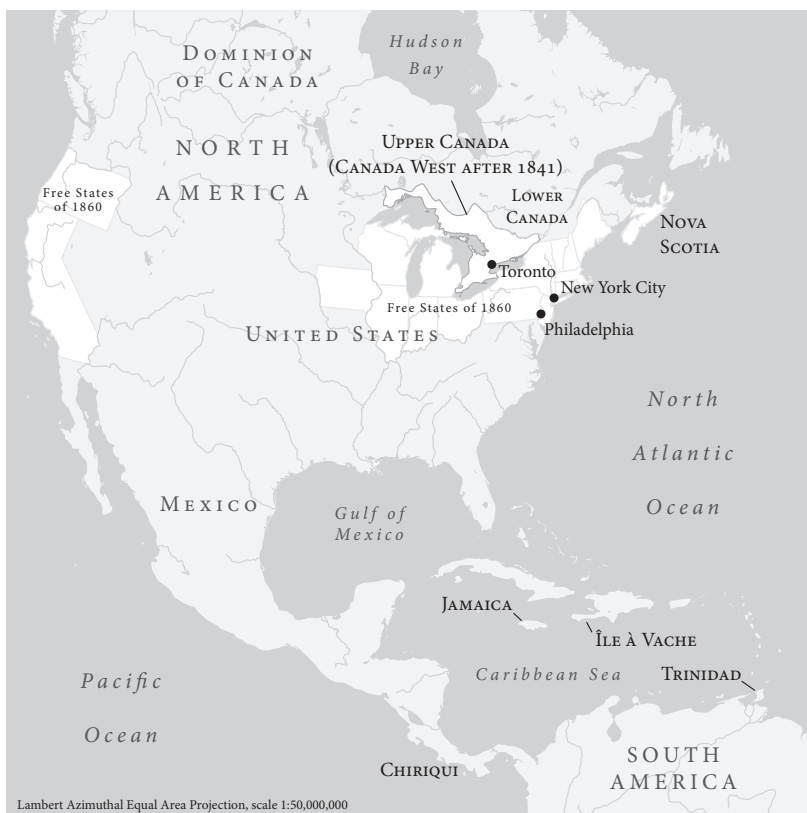 Hudson
Bay
Dominion
of Canada
Upper Canada
(Canada West after 1841)
NORTH
AMERICA
Free States
of 1860
Lower
Canada
Nova
Scotia
Toronto
New York City
Free States of 1860
Philadelphia
United States
North
Atlantic
Ocean
Mexico
Gulf of
Mexico
Jamaica
Île à Vache
Caribbean Sea
Trinidad
Pacific
Ocean
Chiriqui
SOUTH
AMERICA
Lambert Azimuthal Equal Area Projection, scale 1:50,000,000